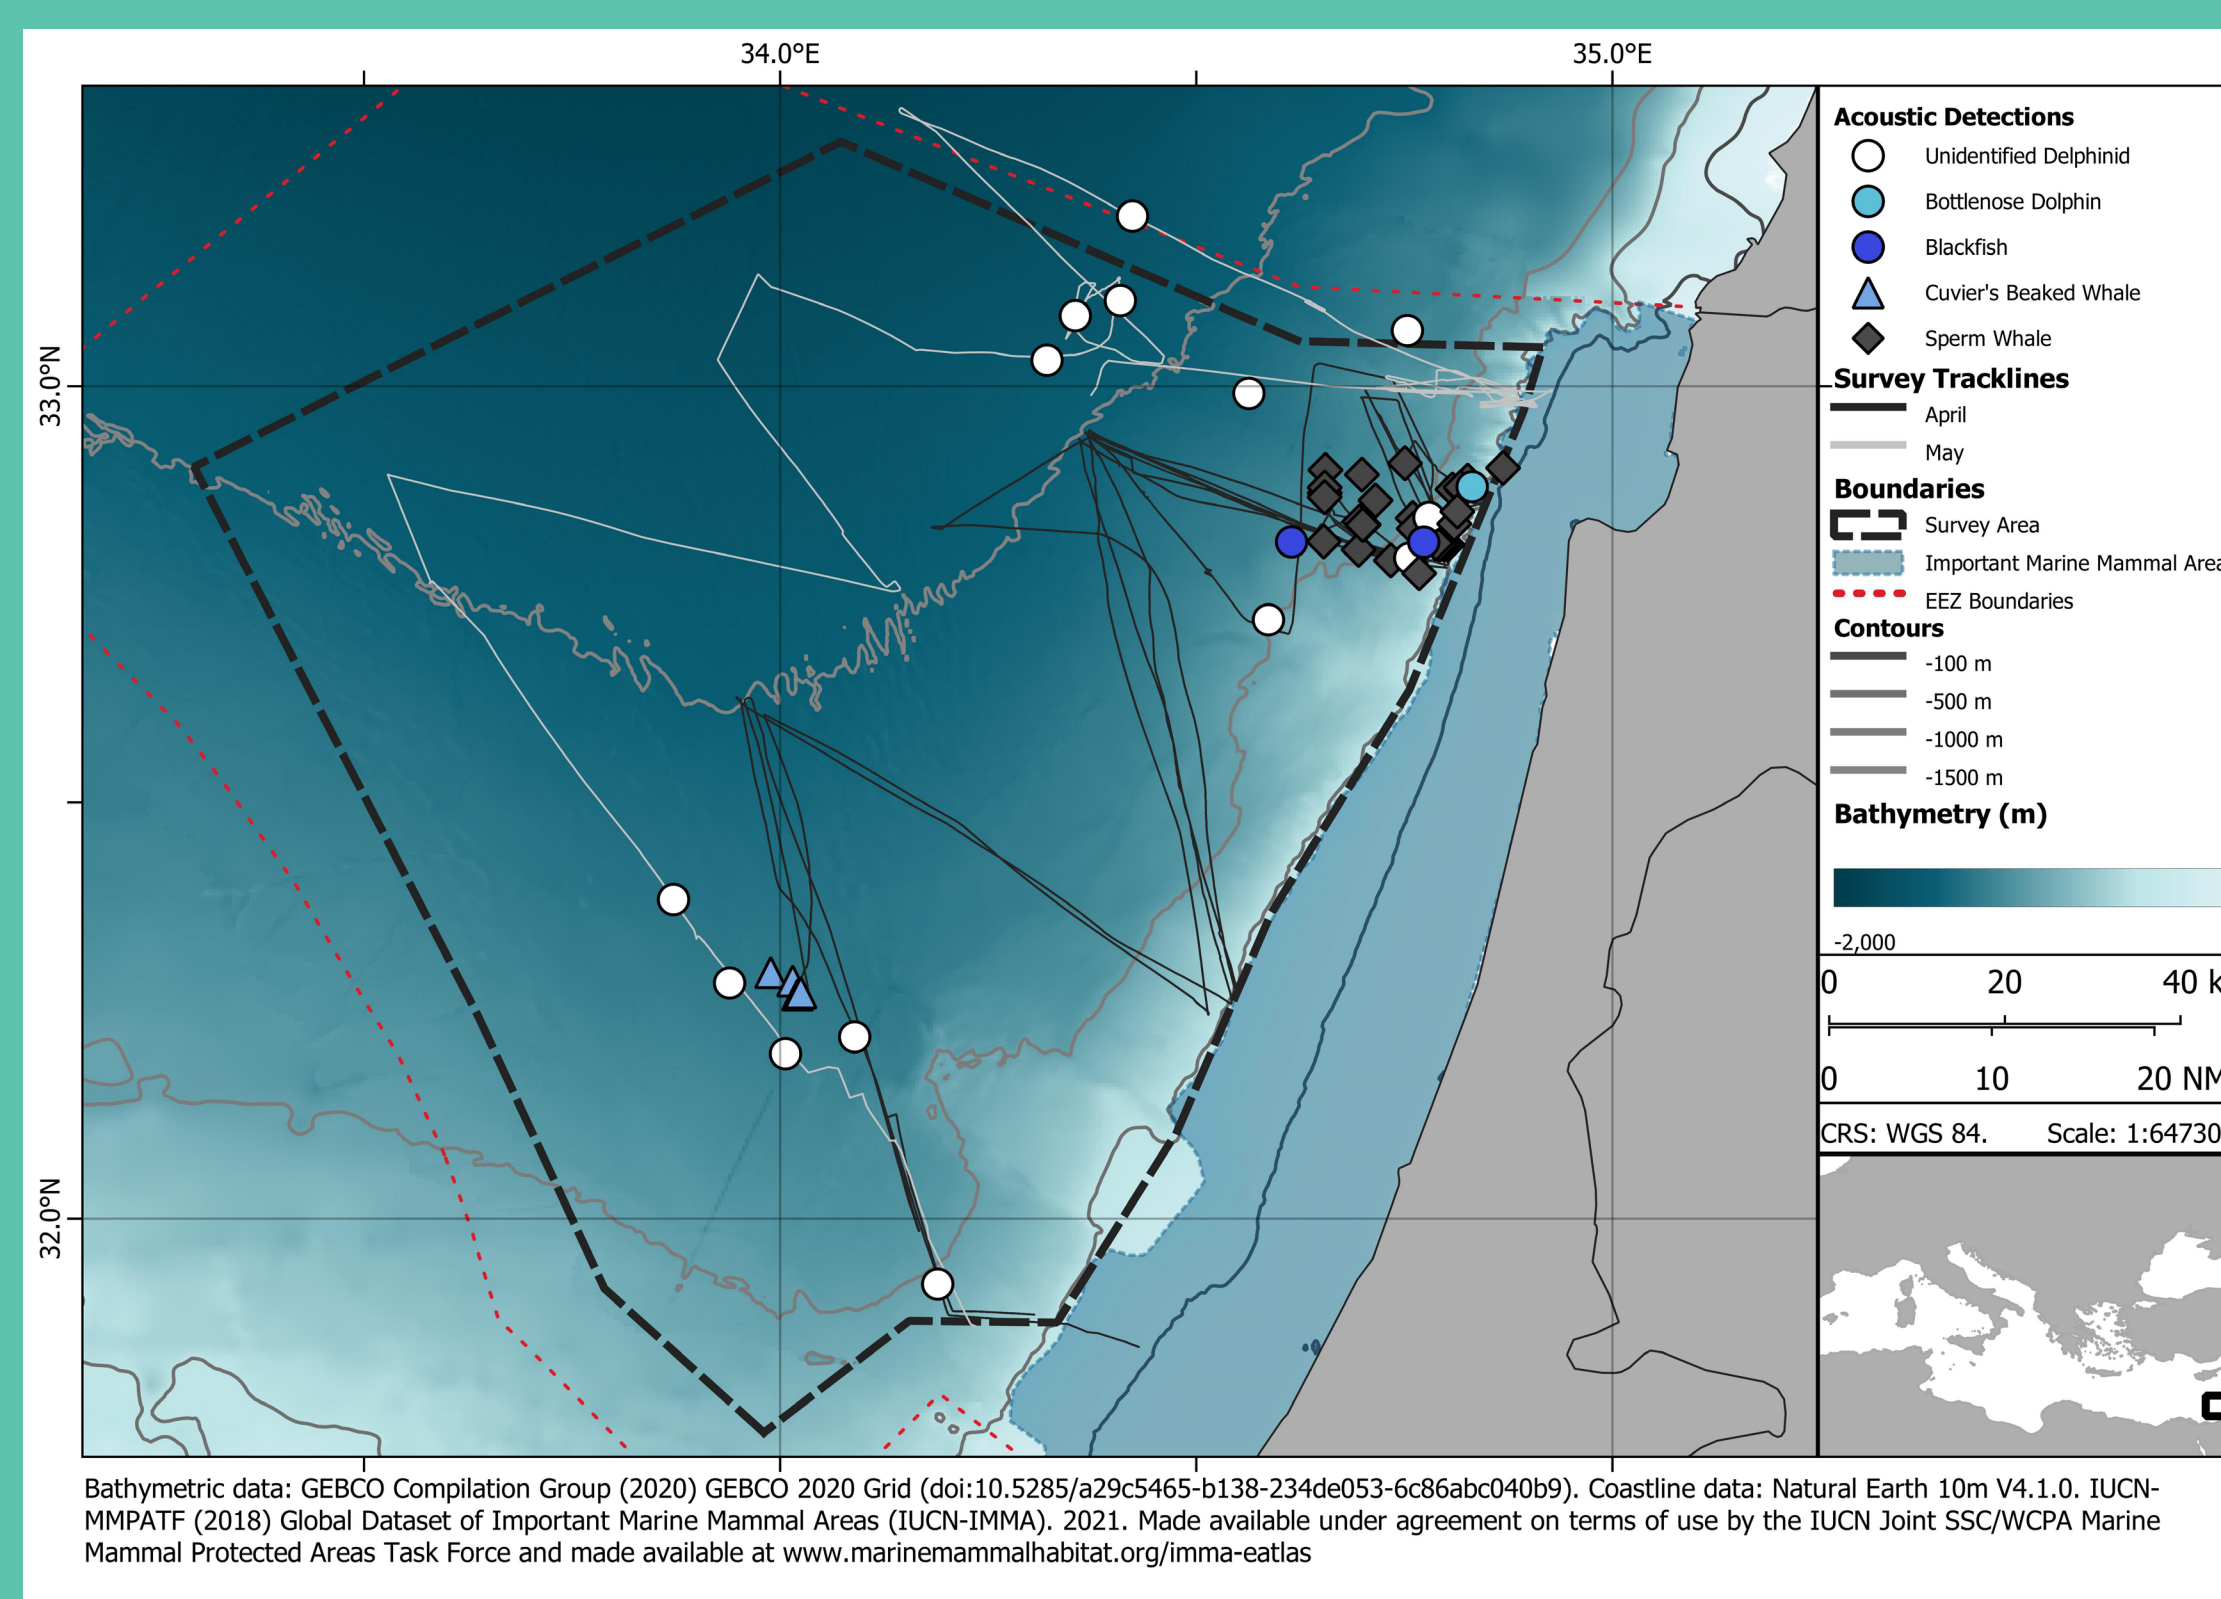 34.0°E
35.0°E
33.0°N
32.0°N
Acoustic Detections
Unidentified Delphinid
Bottlenose Dolphin
Blackfish
Cuvier's Beaked Whale
Sperm Whale
Survey Tracklines
April
May
Boundaries
Survey Area
Important Marine Mammal Area
EEZ Boundaries
Contours
-100 m
-500 m
-1000 m
-1500 m
Bathymetry (m)
-2,000
0 20 40 k
0 10 20 NM
CRS: WGS 84. Scale: 1:64730
Bathymetric data: GEBCO Compilation Group (2020) GEBCO 2020 Grid (doi:10.5285/a29c5465-b138-234de053-6c86abc040b9). Coastline data: Natural Earth 10m V4.1.0. IUCN-
MMPATF (2018) Global Dataset of Important Marine Mammal Areas (IUCN-IMMA). 2021. Made available under agreement on terms of use by the IUCN Joint SSC/WCPA Marine
Mammal Protected Areas Task Force and made available at www.marinemammalhabitat.org/imma-eatlas